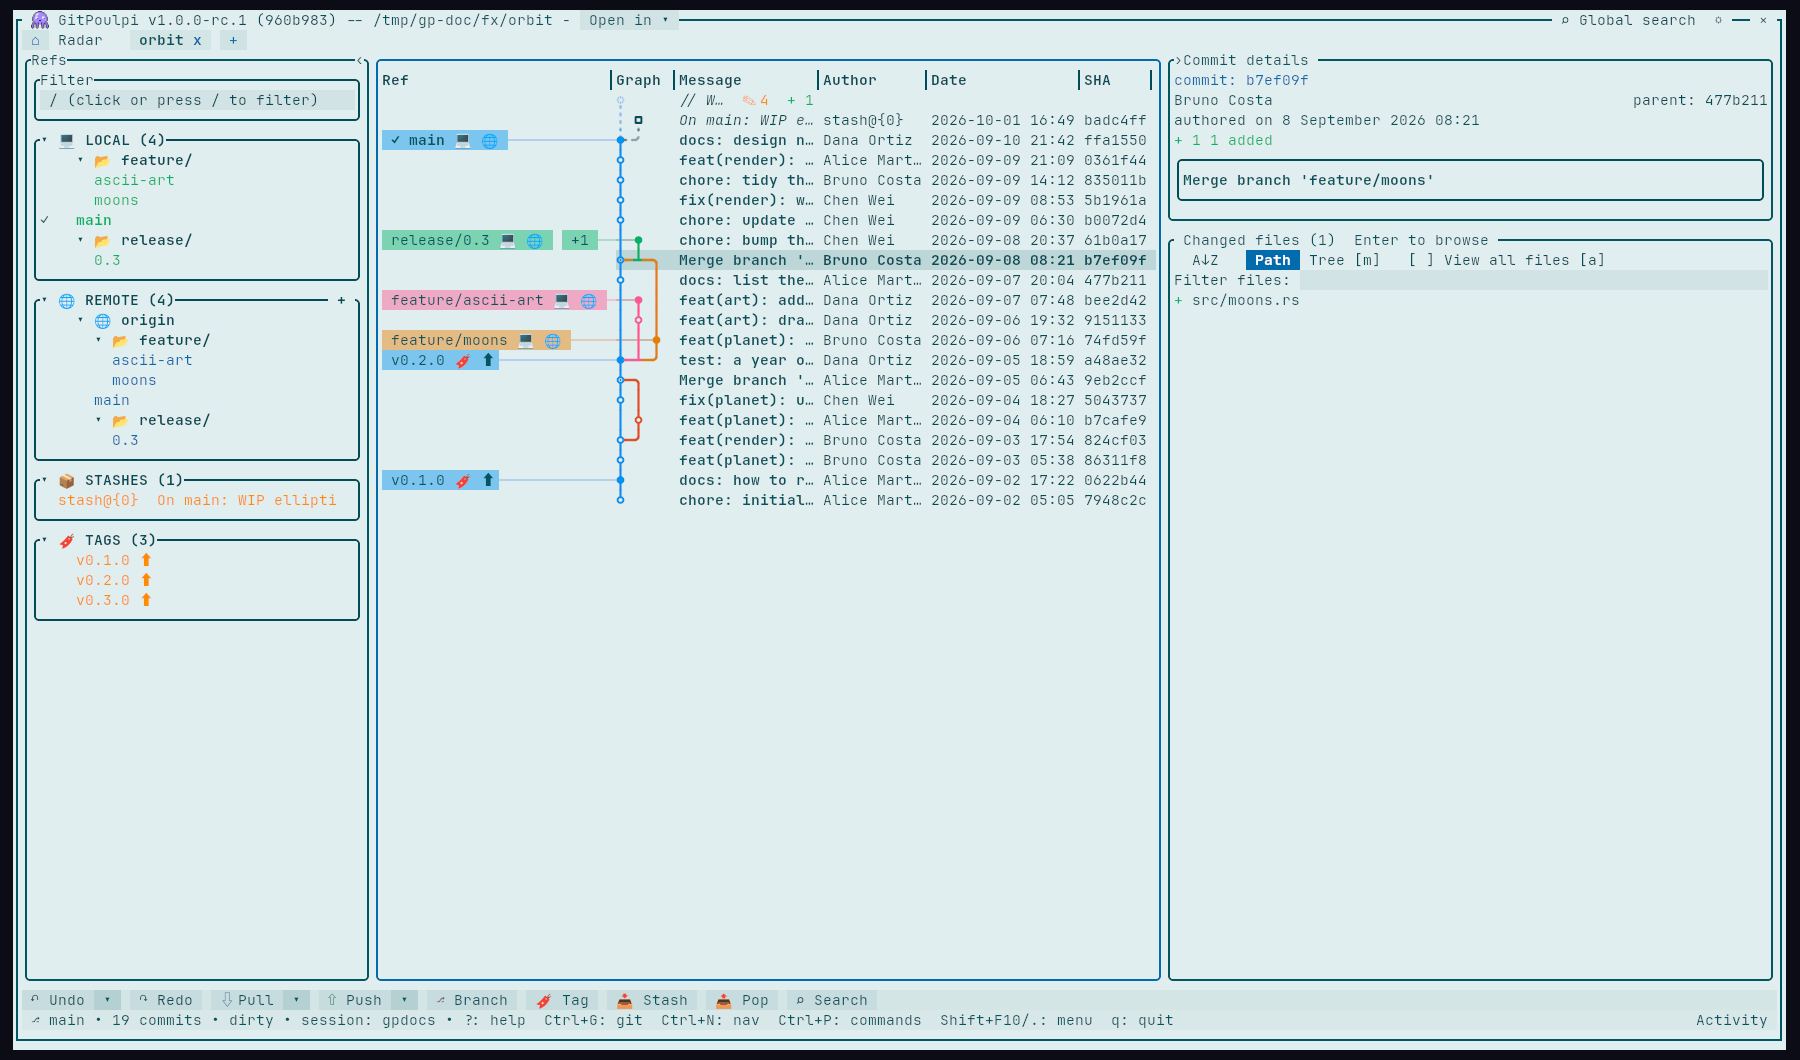 GitPoulpi v1.0.0-rc.1 (960b983) -- /tmp/gp-doc/fx/orbit - Open in ▾ ⌕ Global search ☼ ×
⌂ Radar orbit x +
Refs ‹
Filter
/ (click or press / to filter)
▾ 💻 LOCAL (4)
▾ 📂 feature/
ascii-art
moons
✓ main
▾ 📂 release/
0.3
▾ 🌐 REMOTE (4) +
▾ 🌐 origin
▾ 📂 feature/
ascii-art
moons
main
▾ 📂 release/
0.3
▾ 📦 STASHES (1)
stash@{0} On main: WIP ellipti
▾ TAGS (3)
v0.1.0 ⬆
v0.2.0 ⬆
v0.3.0 ⬆
Ref Graph Message Author Date SHA
// W… ✎ 4 + 1
On main: WIP e… stash@{0} 2026-10-01 16:49 badc4ff
✓ main 💻 🌐 docs: design n… Dana Ortiz 2026-09-10 21:42 ffa1550
feat(render): … Alice Mart… 2026-09-09 21:09 0361f44
chore: tidy th… Bruno Costa 2026-09-09 14:12 835011b
fix(render): w… Chen Wei 2026-09-09 08:53 5b1961a
chore: update … Chen Wei 2026-09-09 06:30 b0072d4
release/0.3 💻 🌐 +1 chore: bump th… Chen Wei 2026-09-08 20:37 61b0a17
Merge branch '… Bruno Costa 2026-09-08 08:21 b7ef09f
docs: list the… Alice Mart… 2026-09-07 20:04 477b211
feature/ascii-art 💻 🌐 feat(art): add… Dana Ortiz 2026-09-07 07:48 bee2d42
feat(art): dra… Dana Ortiz 2026-09-06 19:32 9151133
feature/moons 💻 🌐 feat(planet): … Bruno Costa 2026-09-06 07:16 74fd59f
v0.2.0 ⬆ test: a year o… Dana Ortiz 2026-09-05 18:59 a48ae32
Merge branch '… Alice Mart… 2026-09-05 06:43 9eb2ccf
fix(planet): u… Chen Wei 2026-09-04 18:27 5043737
feat(planet): … Alice Mart… 2026-09-04 06:10 b7cafe9
feat(render): … Bruno Costa 2026-09-03 17:54 824cf03
feat(planet): … Bruno Costa 2026-09-03 05:38 86311f8
v0.1.0 ⬆ docs: how to r… Alice Mart… 2026-09-02 17:22 0622b44
chore: initial… Alice Mart… 2026-09-02 05:05 7948c2c
›Commit details
commit: b7ef09f
Bruno Costa parent: 477b211
authored on 8 September 2026 08:21
+ 1 1 added
Merge branch 'feature/moons'
Changed files (1) Enter to browse
A↓Z Path Tree [m] [ ] View all files [a]
Filter files:
+ src/moons.rs
↶ Undo ▾ ↷ Redo ⇩Pull ▾ ⇧ Push ▾ ⎇ Branch Tag 📥 Stash 📤 Pop ⌕ Search
⎇ main • 19 commits • dirty • session: gpdocs • ?: help Ctrl+G: git Ctrl+N: nav Ctrl+P: commands Shift+F10/.: menu q: quit Activity